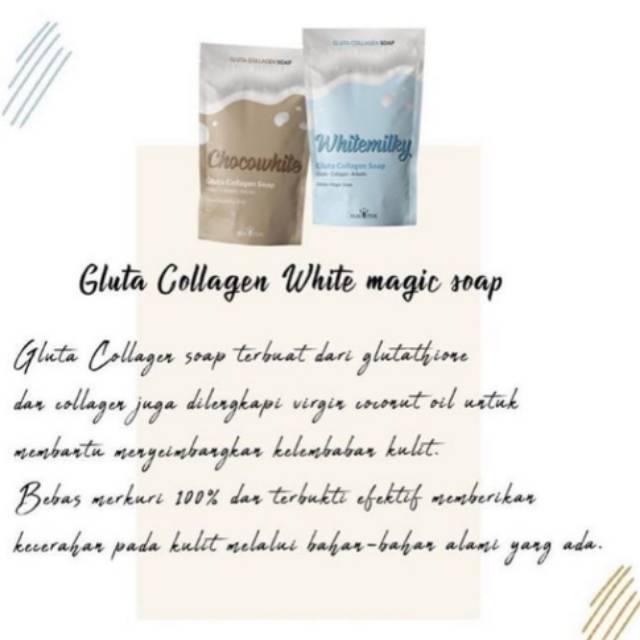 GLUTA COLLAGEN SOAP
Chocowhite
Gluta Collagen Soap
GLUTA COLLAGEN SOAP
Whitemilky
Gluta Collagen Soap
Gluta Collagen White magic soap
Gluta Collagen soap terbuat dari glutathione
dan collagen juga dilengkapi virgin coconut oil untuk
membantu menyeimbangkan kelembaban kulit.
Bebas merkuri 100% dan terbukti efektif memberikan
kecerahan pada kulit melalui bahan-bahan alami yang ada.